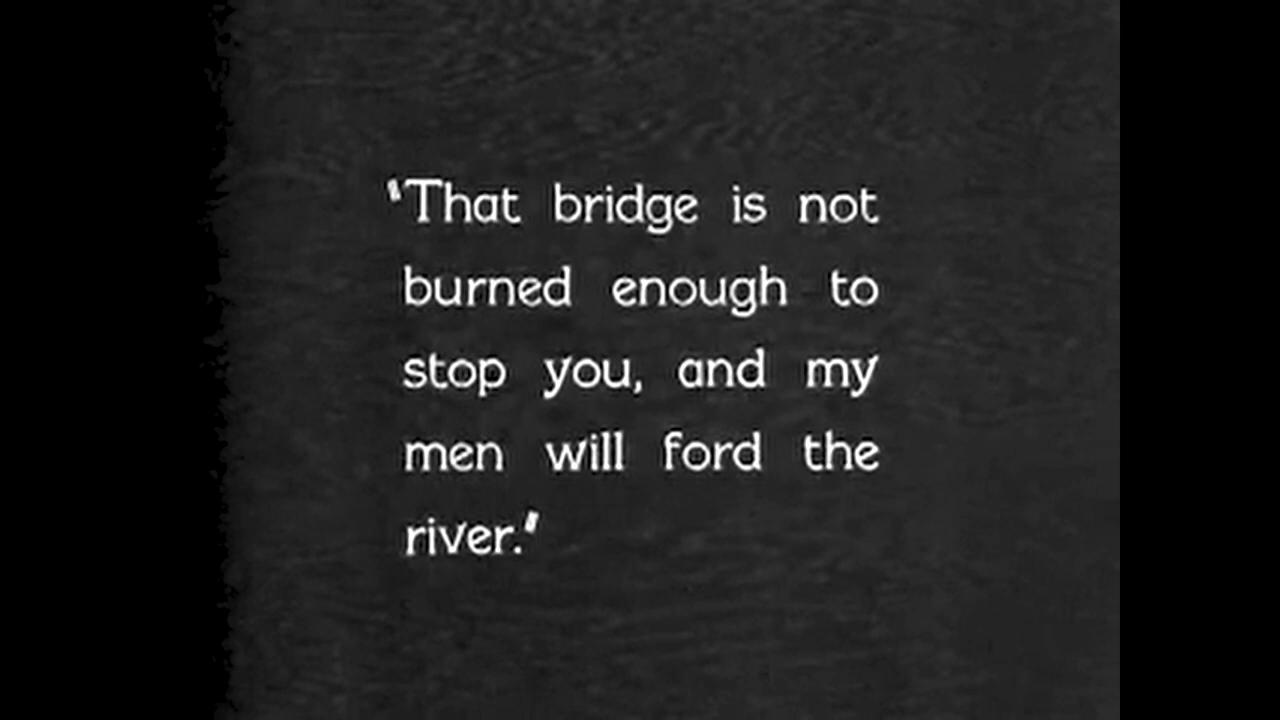 "That bridge is not
burned enough to
stop you, and my
men will ford the
river."